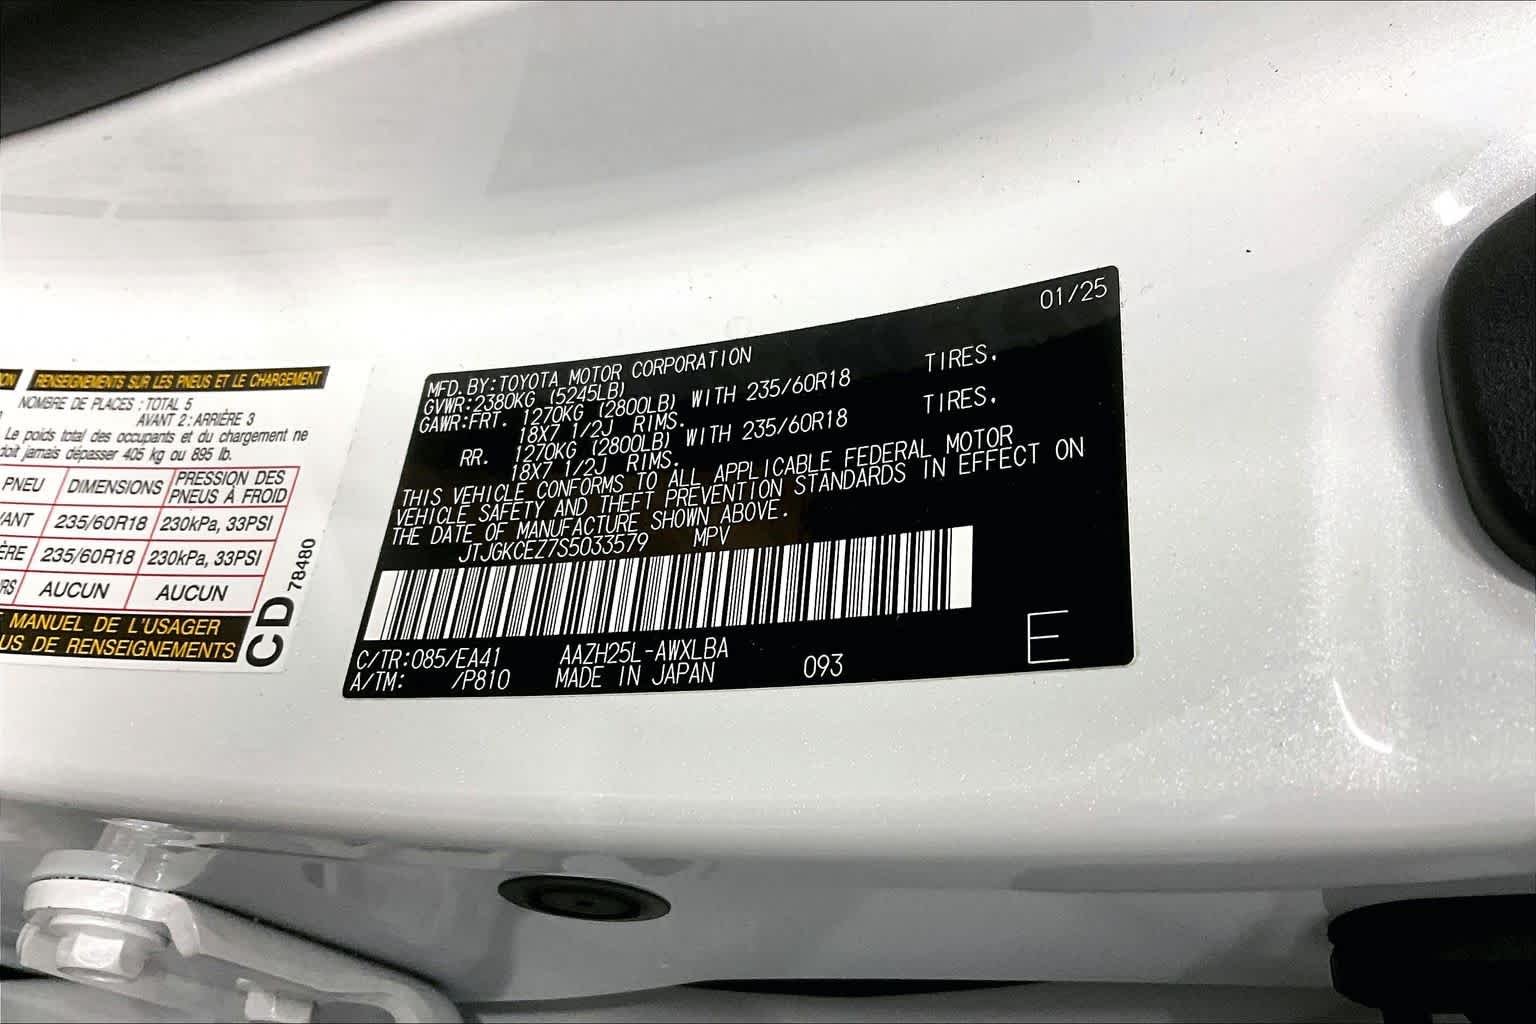 ON
RENSEIGNEMENTS SUR LES PNEUS ET LE CHARGEMENT
NOMBRE DE PLACES : TOTAL 5
AVANT 2 : ARRIÈRE 3
Le poids total des occupants et du chargement ne
doit jamais dépasser 405 kg ou 895 lb.
PNEU DIMENSIONS PRESSION DES PNEUS À FROID
VANT 235/60R18 230kPa, 33PSI
ÈRE 235/60R18 230kPa, 33PSI
RS AUCUN AUCUN
MANUEL DE L'USAGER
US DE RENSEIGNEMENTS
CD 78480
01/25
MFD. BY:TOYOTA MOTOR CORPORATION
GVWR:2380KG (5245LB)
GAWR:FRT. 1270KG (2800LB) WITH 235/60R18 TIRES.
18X7 1/2J RIMS.
RR. 1270KG (2800LB) WITH 235/60R18 TIRES.
18X7 1/2J RIMS.
THIS VEHICLE CONFORMS TO ALL APPLICABLE FEDERAL MOTOR
VEHICLE SAFETY AND THEFT PREVENTION STANDARDS IN EFFECT ON
THE DATE OF MANUFACTURE SHOWN ABOVE.
JTJGKCEZ7S5033579 MPV
C/TR:085/EA41 AAZH25L-AWXLBA
A/TM: /P810 MADE IN JAPAN 093
E